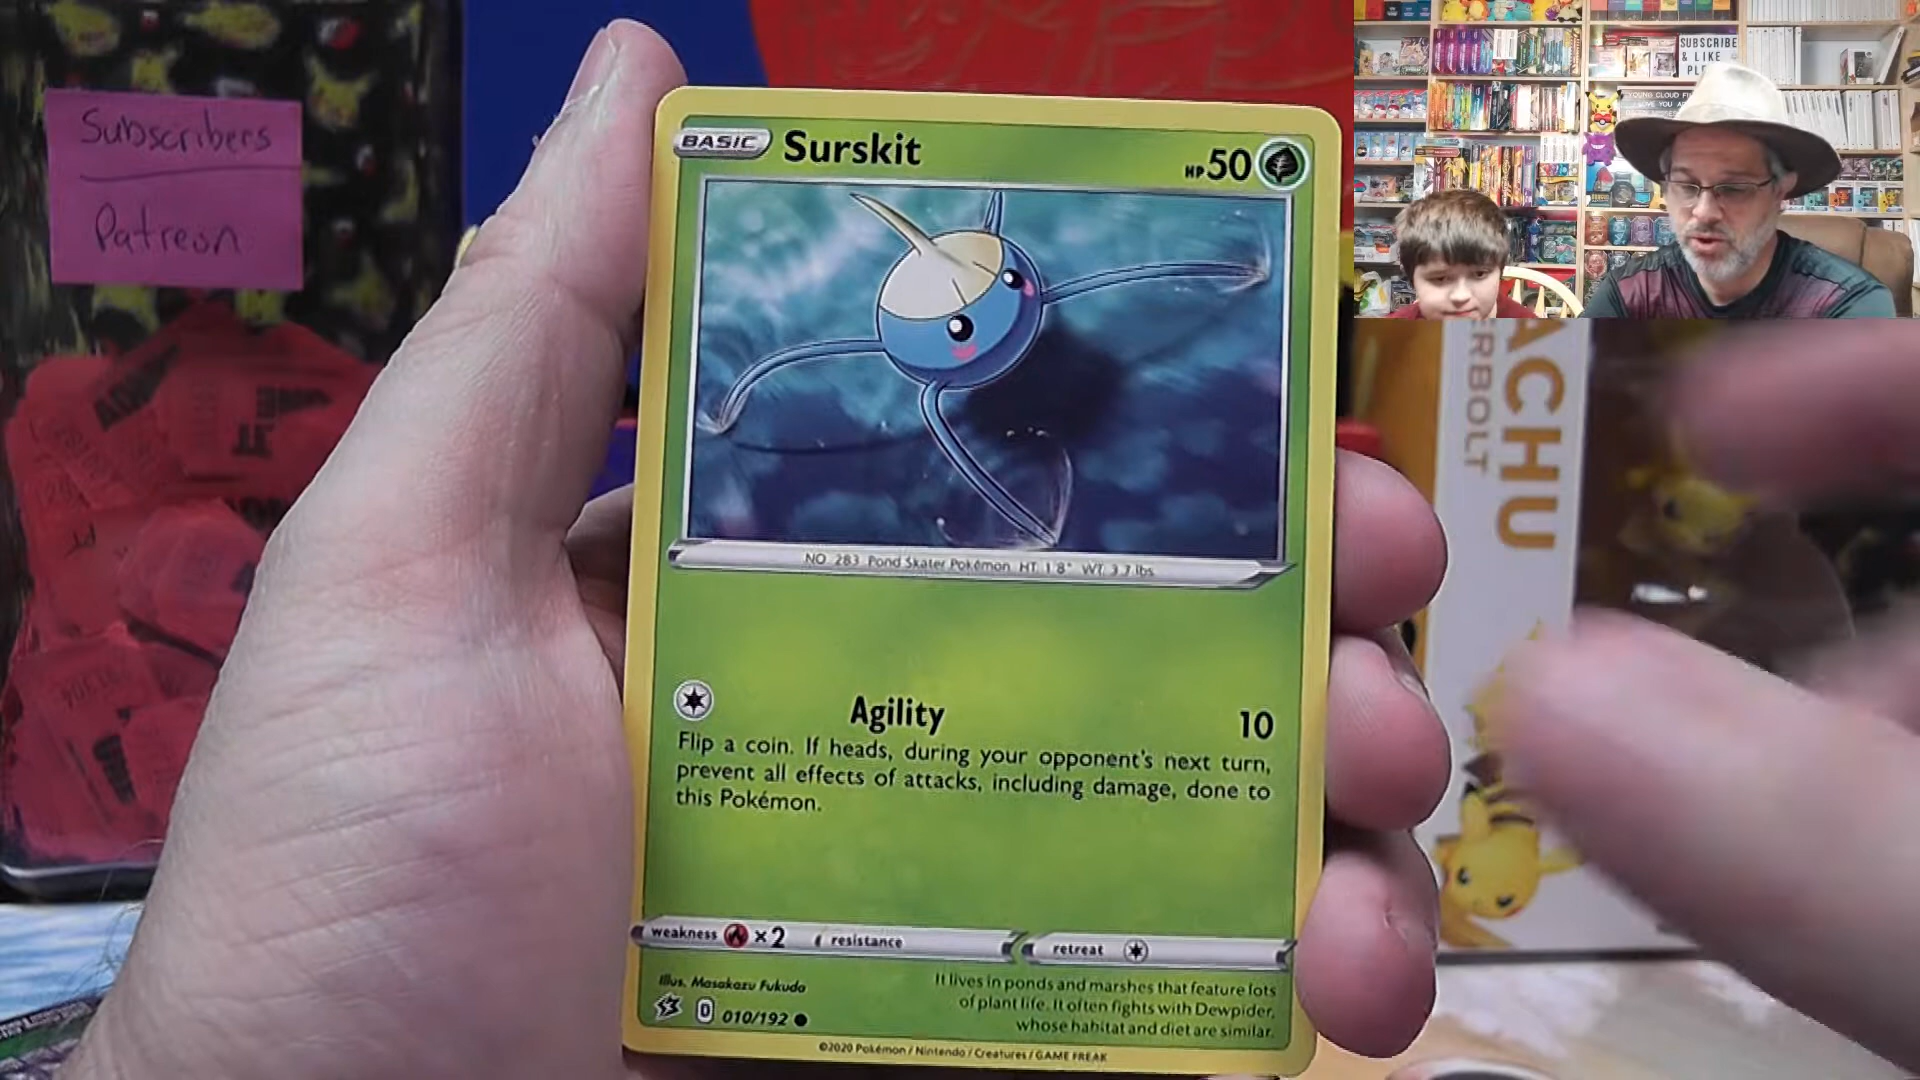 Subscribers
Patreon
BASIC Surskit HP 50
NO. 283 Pond Skater Pokémon HT. 1'8" WT. 3.7 lbs
Agility 10
Flip a coin. If heads, during your opponent's next turn,
prevent all effects of attacks, including damage, done to
this Pokémon.
weakness ×2 resistance retreat
Illus. Masakazu Fukuda
It lives in ponds and marshes that feature lots
of plant life. It often fights with Dewpider,
whose habitat and diet are similar.
D 010/192
©2020 Pokémon / Nintendo / Creatures / GAME FREAK
SUBSCRIBE
& LIKE
ACHU
ERBOLT